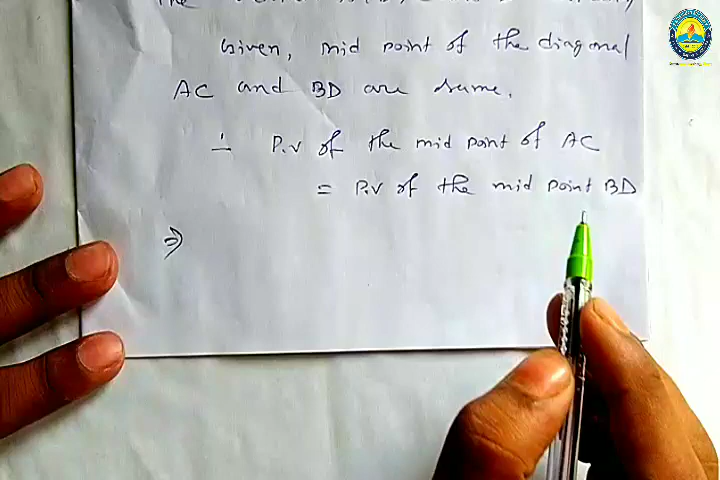 The
Given, mid point of the diagonal
AC and BD are same.
∴ P.V of the mid point of AC
= P.V of the mid point BD
⇒